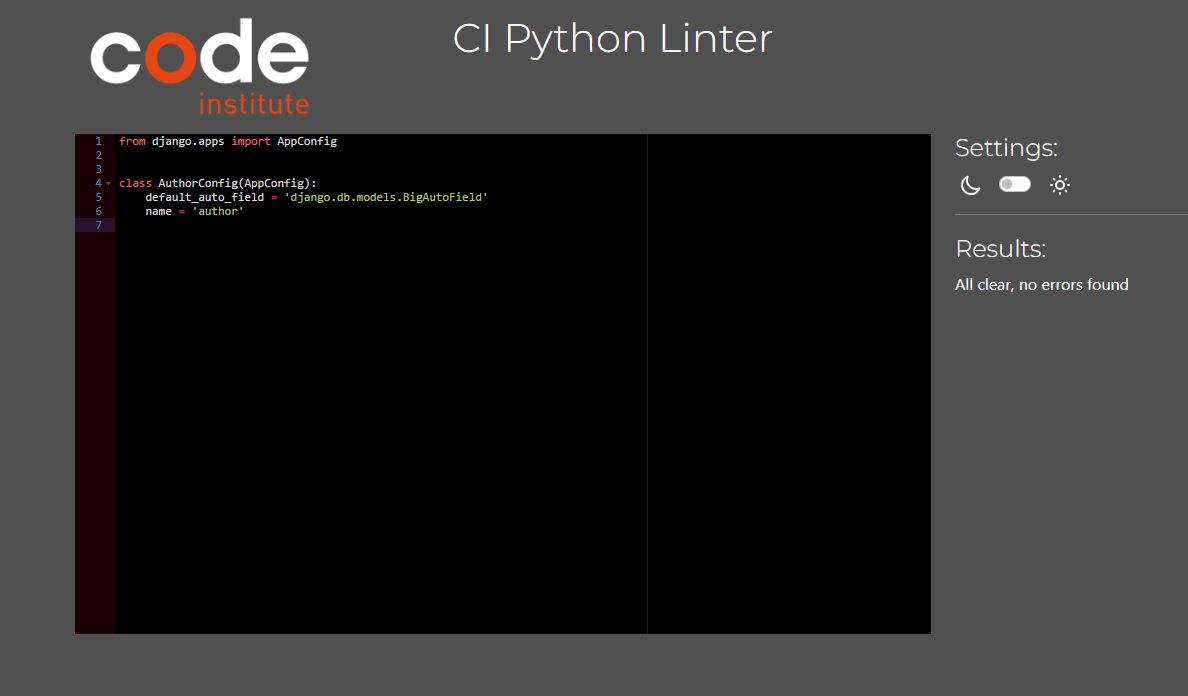 code
institute
CI Python Linter
1 from django.apps import AppConfig
2
3
4 class AuthorConfig(AppConfig):
5     default_auto_field = 'django.db.models.BigAutoField'
6     name = 'author'
7
Settings:
Results:
All clear, no errors found